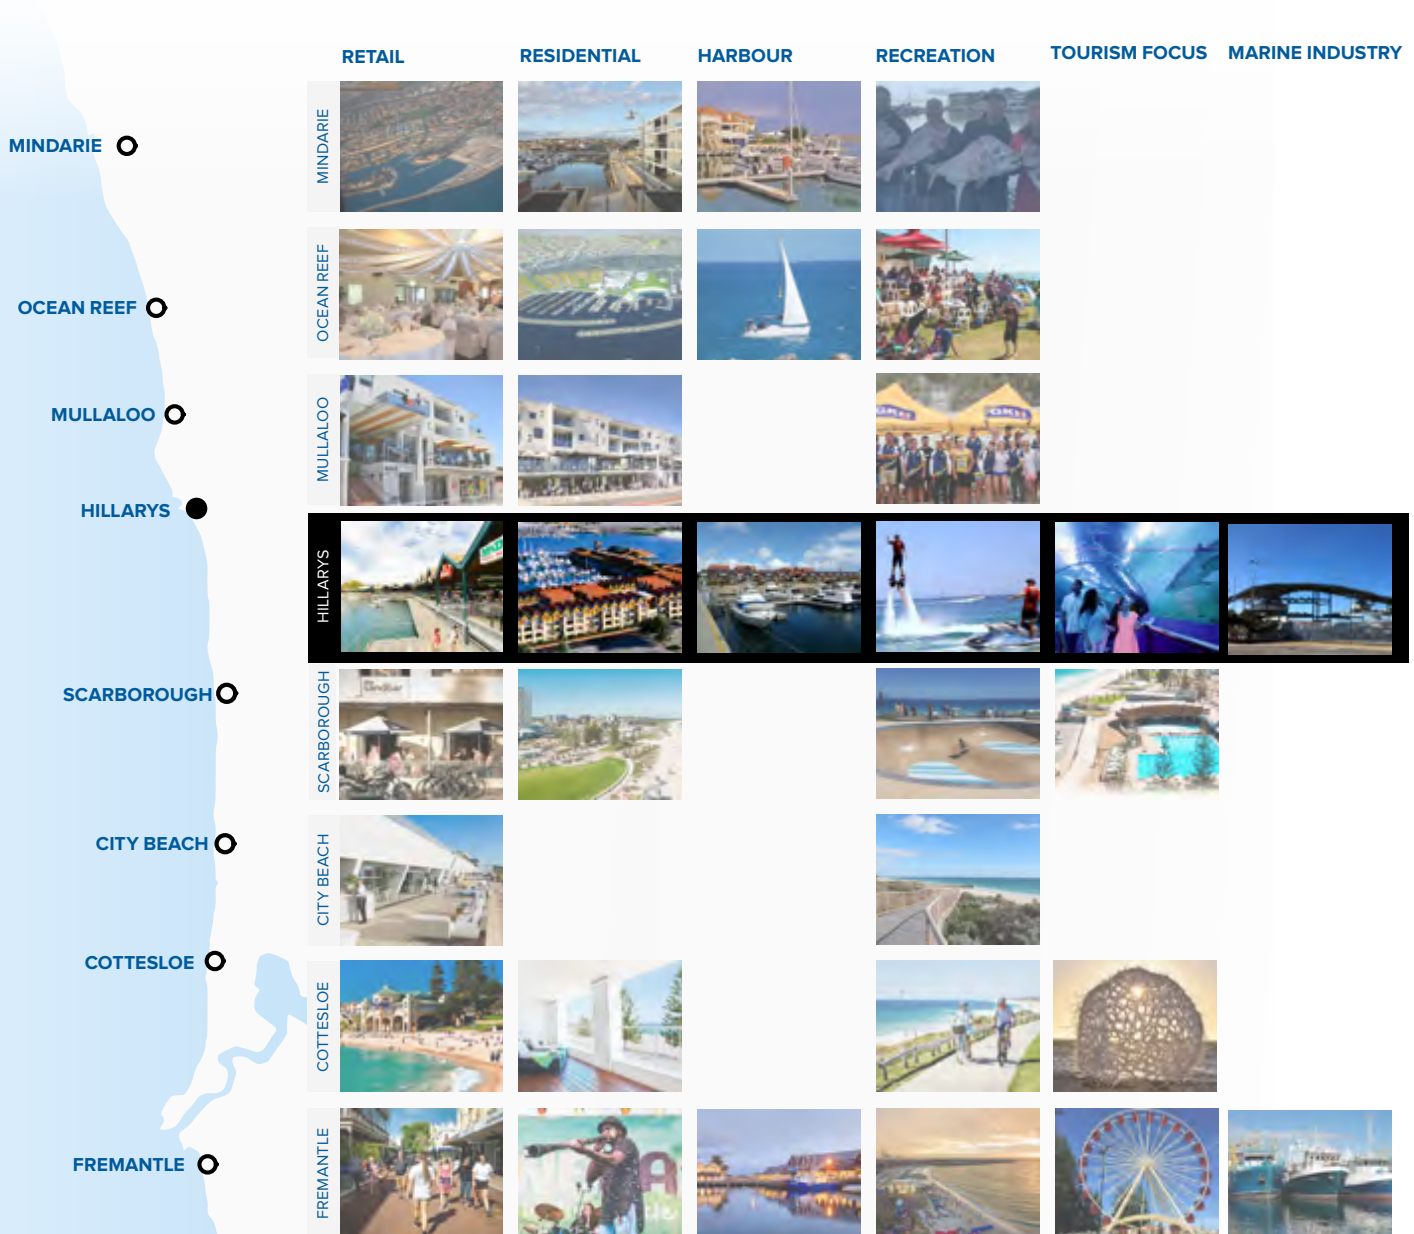 RETAIL
RESIDENTIAL
HARBOUR
RECREATION
TOURISM FOCUS
MARINE INDUSTRY
MINDARIE
MINDARIE
OCEAN REEF
OCEAN REEF
MULLALOO
MULLALOO
HILLARYS
HILLARYS
SCARBOROUGH
SCARBOROUGH
CITY BEACH
CITY BEACH
COTTESLOE
COTTESLOE
FREMANTLE
FREMANTLE